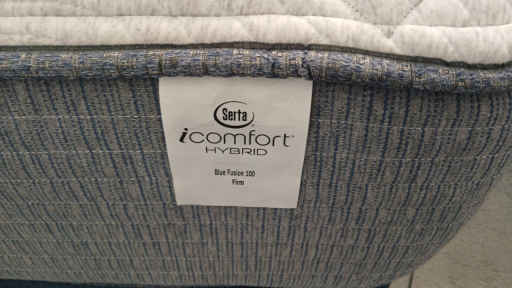 Serta
icomfort
HYBRID
Blue Fusion 100
Firm